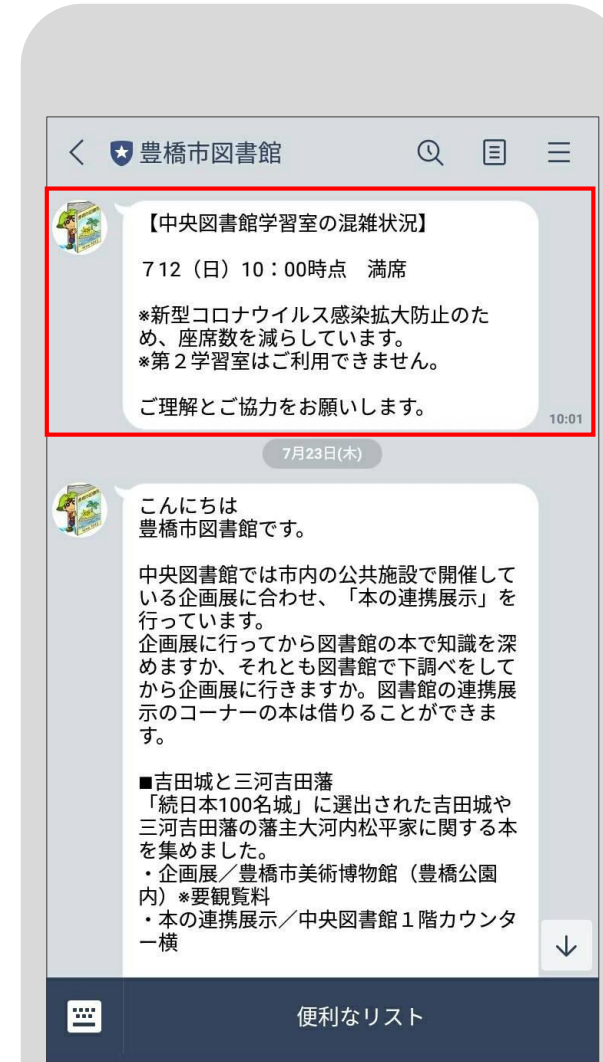 豊橋市図書館
【中央図書館学習室の混雑状況】
７12（日）10：00時点　満席
※新型コロナウイルス感染拡大防止のた
め、座席数を減らしています。
※第２学習室はご利用できません。
ご理解とご協力をお願いします。
10:01
7月23日(木)
こんにちは
豊橋市図書館です。
中央図書館では市内の公共施設で開催して
いる企画展に合わせ、「本の連携展示」を
行っています。
企画展に行ってから図書館の本で知識を深
めますか、それとも図書館で下調べをして
から企画展に行きますか。図書館の連携展
示のコーナーの本は借りることができま
す。
■吉田城と三河吉田藩
「続日本100名城」に選出された吉田城や
三河吉田藩の藩主大河内松平家に関する本
を集めました。
・企画展／豊橋市美術博物館（豊橋公園
内）※要観覧料
・本の連携展示／中央図書館１階カウンタ
ー横
便利なリスト